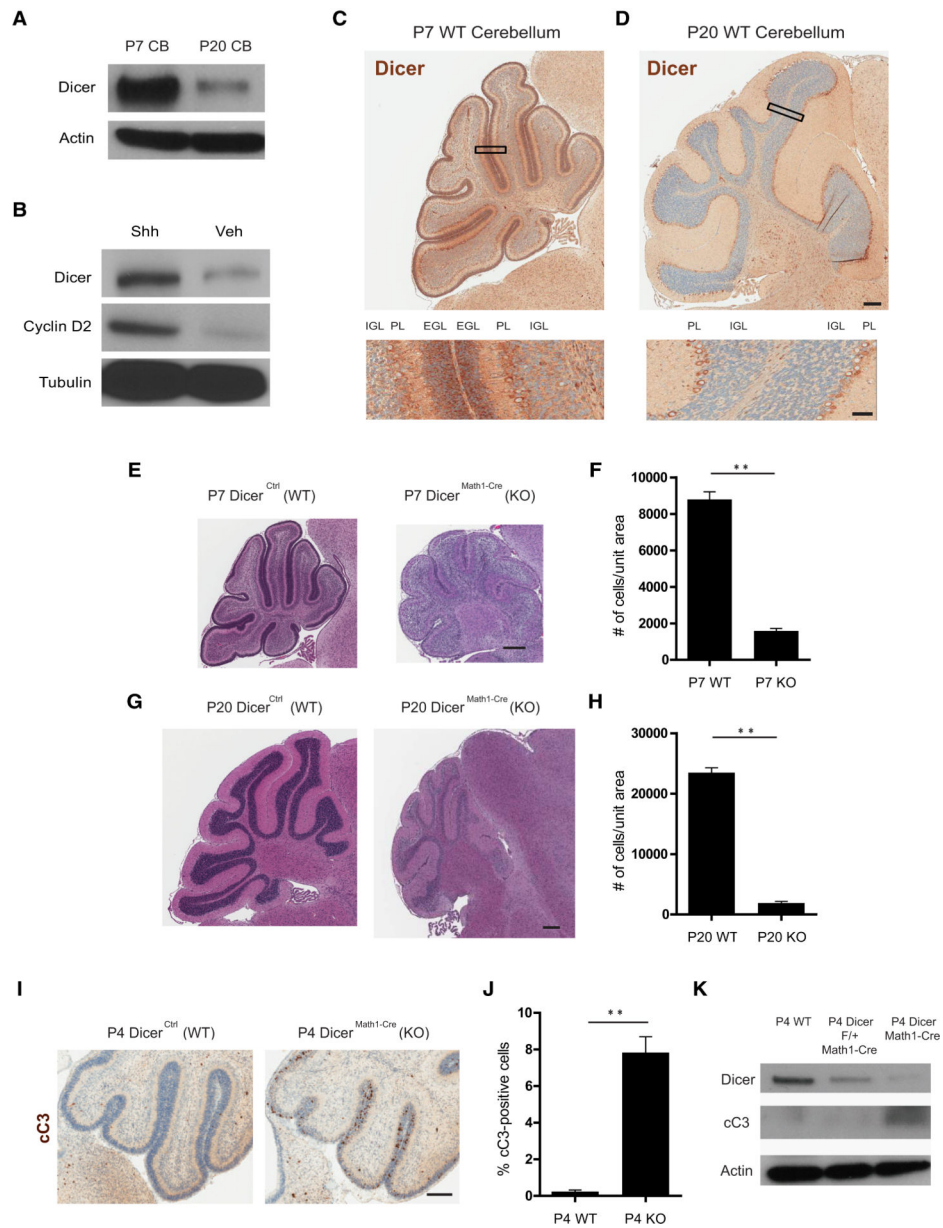 A
P7 CB P20 CB
Dicer
Actin
B
Shh Veh
Dicer
Cyclin D2
Tubulin
C
P7 WT Cerebellum
Dicer
IGL PL EGL EGL PL IGL
D
P20 WT Cerebellum
Dicer
PL IGL IGL PL
E
P7 Dicer Ctrl (WT)
P7 Dicer Math1-Cre (KO)
F
# of cells/unit area
10000
8000
6000
4000
2000
0
P7 WT P7 KO
**
G
P20 Dicer Ctrl (WT)
P20 Dicer Math1-Cre (KO)
H
# of cells/unit area
30000
20000
10000
0
P20 WT P20 KO
**
I
P4 Dicer Ctrl (WT)
P4 Dicer Math1-Cre (KO)
cC3
J
% cC3-positive cells
10
8
6
4
2
0
P4 WT P4 KO
**
K
P4 WT
P4 Dicer
F/+
Math1-Cre
P4 Dicer
Math1-Cre
Dicer
cC3
Actin